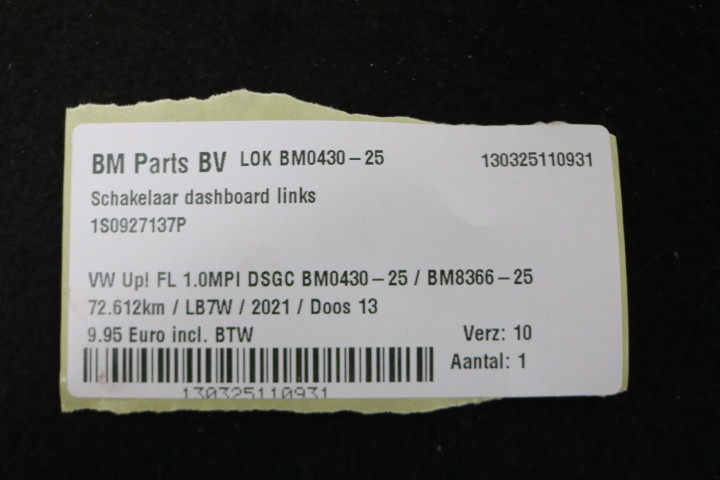 BM Parts BV LOK BM0430-25 130325110931
Schakelaar dashboard links
1S0927137P
VW Up! FL 1.0MPI DSGC BM0430-25 / BM8366-25
72.612km / LB7W / 2021 / Doos 13
9.95 Euro incl. BTW Verz: 10
Aantal: 1
130325110931